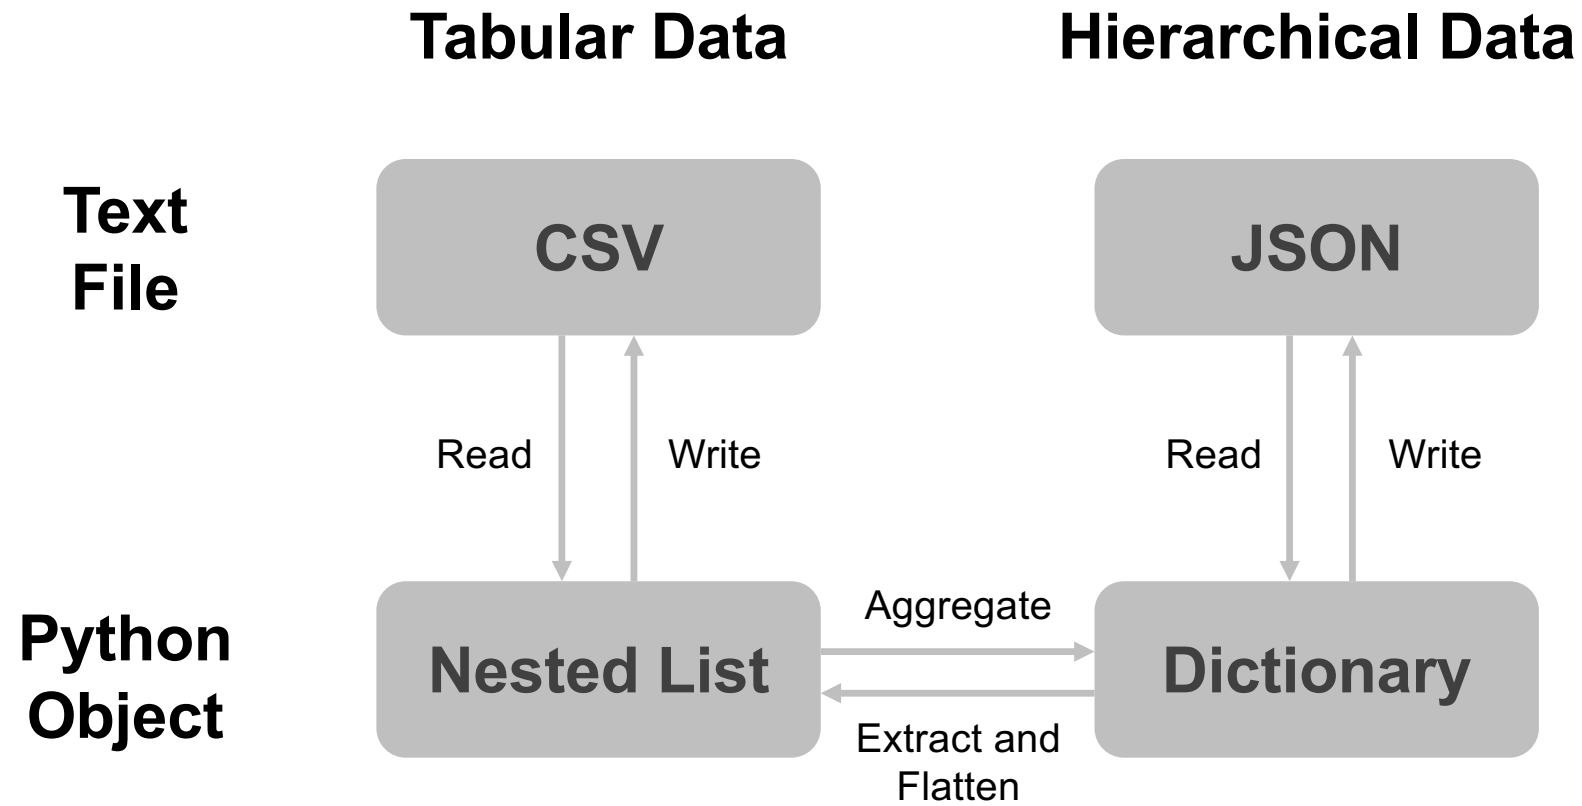 Tabular Data
Hierarchical Data
Text
File
CSV
JSON
Read
Write
Read
Write
Python
Object
Nested List
Aggregate
Extract and
Flatten
Dictionary